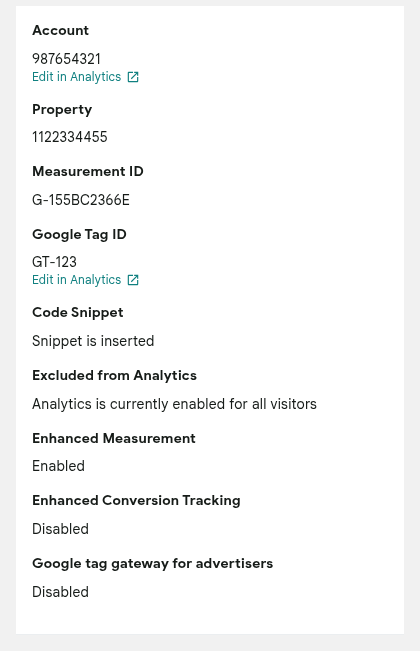 Account
987654321
Edit in Analytics
Property
1122334455
Measurement ID
G-155BC2366E
Google Tag ID
GT-123
Edit in Analytics
Code Snippet
Snippet is inserted
Excluded from Analytics
Analytics is currently enabled for all visitors
Enhanced Measurement
Enabled
Enhanced Conversion Tracking
Disabled
Google tag gateway for advertisers
Disabled